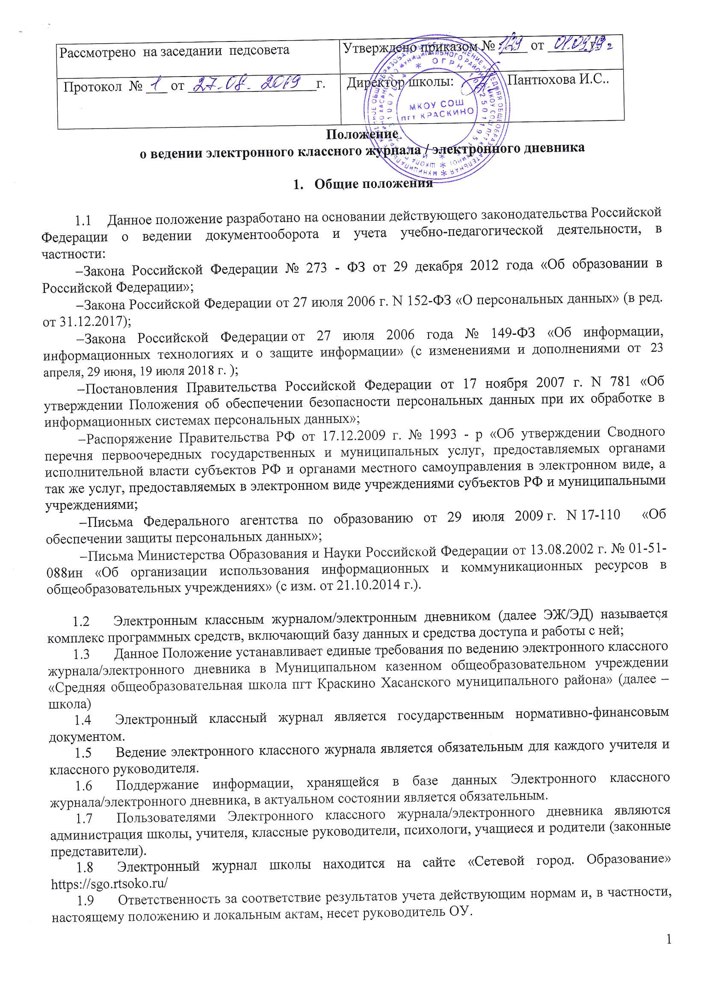 Рассмотрено на заседании педсовета
Утверждено приказом № 1/29 от 01.09.19 г
Протокол № 1 от 27.08. 2019 г.
Директор школы: Пантюхова И.С..
МКОУ СОШ
пгт КРАСКИНО
Положение
о ведении электронного классного журнала / электронного дневника
1. Общие положения
1.1 Данное положение разработано на основании действующего законодательства Российской
Федерации о ведении документооборота и учета учебно-педагогической деятельности, в
частности:
–Закона Российской Федерации № 273 - ФЗ от 29 декабря 2012 года «Об образовании в
Российской Федерации»;
–Закона Российской Федерации от 27 июля 2006 г. N 152-ФЗ «О персональных данных» (в ред.
от 31.12.2017);
–Закона Российской Федерации от 27 июля 2006 года № 149-ФЗ «Об информации,
информационных технологиях и о защите информации» (с изменениями и дополнениями от 23
апреля, 29 июня, 19 июля 2018 г. );
–Постановления Правительства Российской Федерации от 17 ноября 2007 г. N 781 «Об
утверждении Положения об обеспечении безопасности персональных данных при их обработке в
информационных системах персональных данных»;
–Распоряжение Правительства РФ от 17.12.2009 г. № 1993 - р «Об утверждении Сводного
перечня первоочередных государственных и муниципальных услуг, предоставляемых органами
исполнительной власти субъектов РФ и органами местного самоуправления в электронном виде, а
так же услуг, предоставляемых в электронном виде учреждениями субъектов РФ и муниципальными
учреждениями;
–Письма Федерального агентства по образованию от 29 июля 2009 г. N 17-110 «Об
обеспечении защиты персональных данных»;
–Письма Министерства Образования и Науки Российской Федерации от 13.08.2002 г. № 01-51-
088ин «Об организации использования информационных и коммуникационных ресурсов в
общеобразовательных учреждениях» (с изм. от 21.10.2014 г.).
1.2 Электронным классным журналом/электронным дневником (далее ЭЖ/ЭД) называется
комплекс программных средств, включающий базу данных и средства доступа и работы с ней;
1.3 Данное Положение устанавливает единые требования по ведению электронного классного
журнала/электронного дневника в Муниципальном казенном общеобразовательном учреждении
«Средняя общеобразовательная школа пгт Краскино Хасанского муниципального района» (далее –
школа)
1.4 Электронный классный журнал является государственным нормативно-финансовым
документом.
1.5 Ведение электронного классного журнала является обязательным для каждого учителя и
классного руководителя.
1.6 Поддержание информации, хранящейся в базе данных Электронного классного
журнала/электронного дневника, в актуальном состоянии является обязательным.
1.7 Пользователями Электронного классного журнала/электронного дневника являются
администрация школы, учителя, классные руководители, психологи, учащиеся и родители (законные
представители).
1.8 Электронный журнал школы находится на сайте «Сетевой город. Образование»
https://sgo.rtsoko.ru/
1.9 Ответственность за соответствие результатов учета действующим нормам и, в частности,
настоящему положению и локальным актам, несет руководитель ОУ.
1